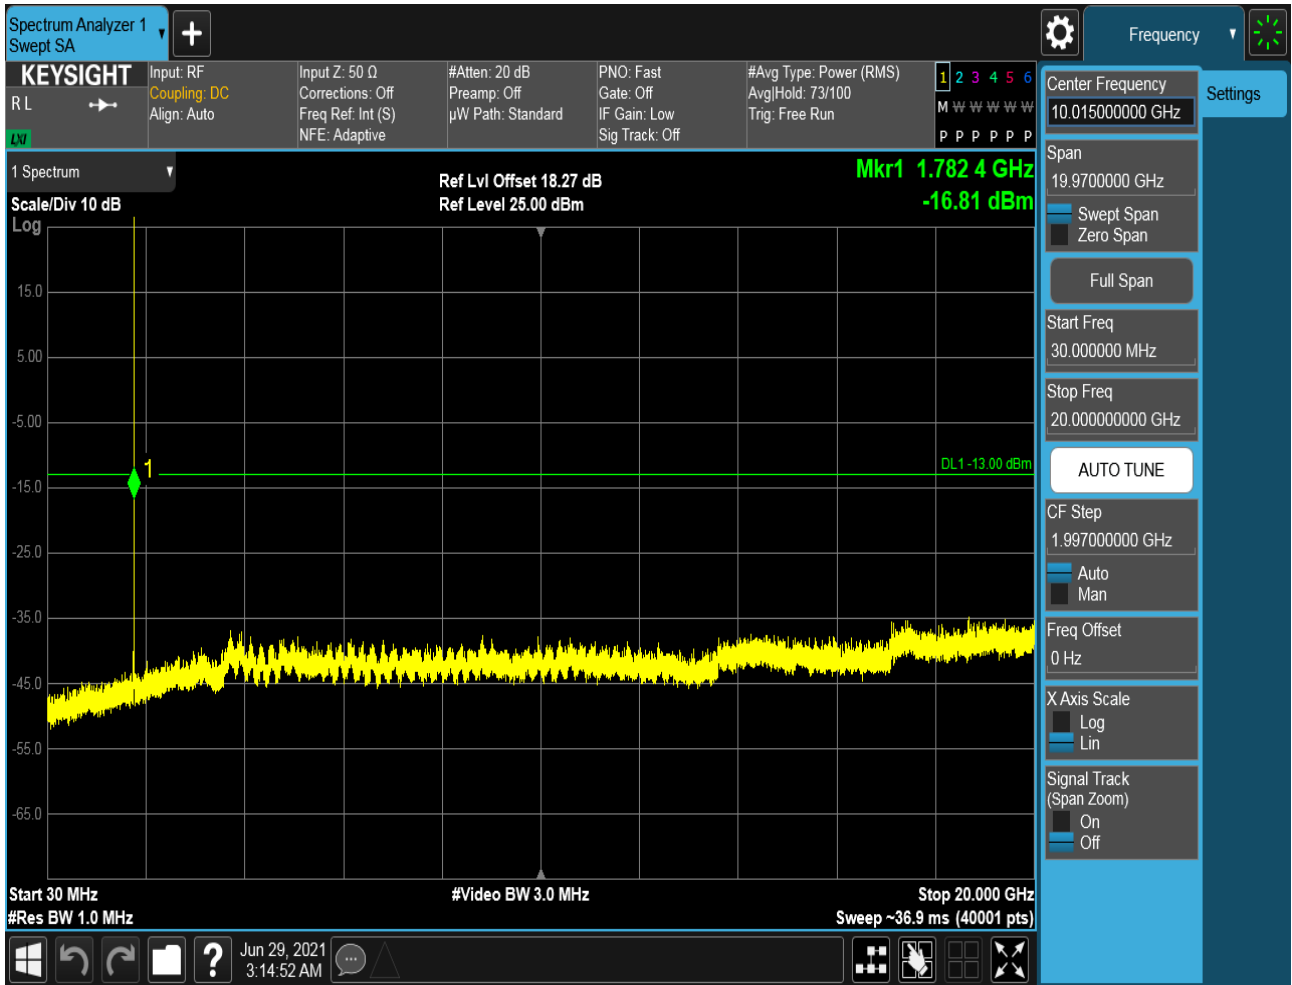 Spectrum Analyzer 1
Swept SA
Frequency
KEYSIGHT
R L
LXI
Input: RF
Coupling: DC
Align: Auto
Input Z: 50 Ω
Corrections: Off
Freq Ref: Int (S)
NFE: Adaptive
#Atten: 20 dB
Preamp: Off
µW Path: Standard
PNO: Fast
Gate: Off
IF Gain: Low
Sig Track: Off
#Avg Type: Power (RMS)
Avg|Hold: 73/100
Trig: Free Run
1 2 3 4 5 6
M W W W W W
P P P P P P
1 Spectrum
Scale/Div 10 dB
Log
Ref Lvl Offset 18.27 dB
Ref Level 25.00 dBm
Mkr1 1.782 4 GHz
-16.81 dBm
15.0
5.00
-5.00
-15.0
-25.0
-35.0
-45.0
-55.0
-65.0
1
DL1 -13.00 dBm
Start 30 MHz
#Res BW 1.0 MHz
#Video BW 3.0 MHz
Stop 20.000 GHz
Sweep ~36.9 ms (40001 pts)
Jun 29, 2021
3:14:52 AM
Center Frequency
10.015000000 GHz
Settings
Span
19.9700000 GHz
Swept Span
Zero Span
Full Span
Start Freq
30.000000 MHz
Stop Freq
20.000000000 GHz
AUTO TUNE
CF Step
1.997000000 GHz
Auto
Man
Freq Offset
0 Hz
X Axis Scale
Log
Lin
Signal Track
(Span Zoom)
On
Off